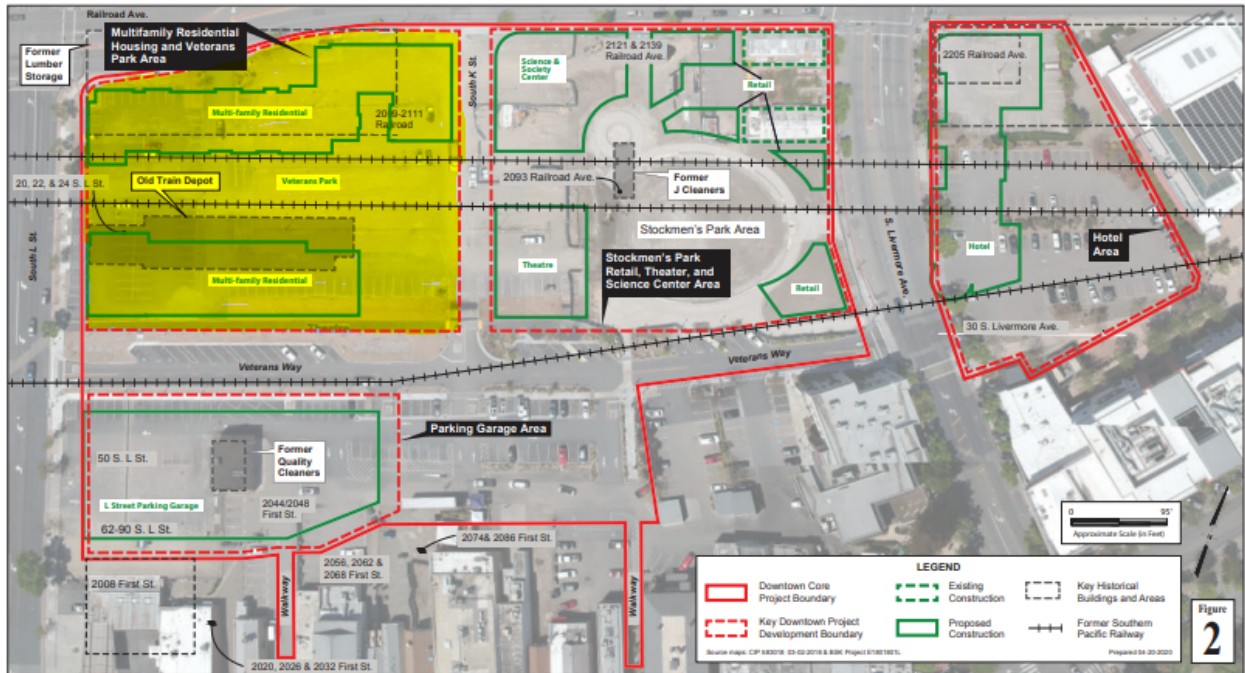 Railroad Ave.
Former
Lumber
Storage
Multifamily Residential
Housing and Veterans
Park Area
South K St.
Science &
Society
Center
2121 & 2139
Railroad Ave.
Retail
2205 Railroad Ave.
Multi-family Residential
Railroad
2093 Railroad Ave.
Former
J Cleaners
20, 22, & 24 S. L St.
Old Train Depot
Veterans Park
South L St.
Stockmen's Park Area
S. Livermore Ave.
Hotel
Hotel
Area
Theatre
Stockmen's Park
Retail, Theater, and
Science Center Area
Retail
Multi-family Residential
30 S. Livermore Ave.
Veterans Way
Veterans Way
Parking Garage Area
50 S. L St.
Former
Quality
Cleaners
L Street Parking Garage
2044/2048
First St.
62-90 S. L St.
2074& 2086 First St.
2056, 2062 &
2068 First St.
2008 First St.
Walkway
Walkway
2020, 2026 & 2032 First St.
0 95'
Approximate Scale (in Feet)
N
LEGEND
Downtown Core
Project Boundary
Existing
Construction
Key Historical
Buildings and Areas
Key Downtown Project
Development Boundary
Proposed
Construction
Former Southern
Pacific Railway
Prepared 04-20-2020
Figure
2